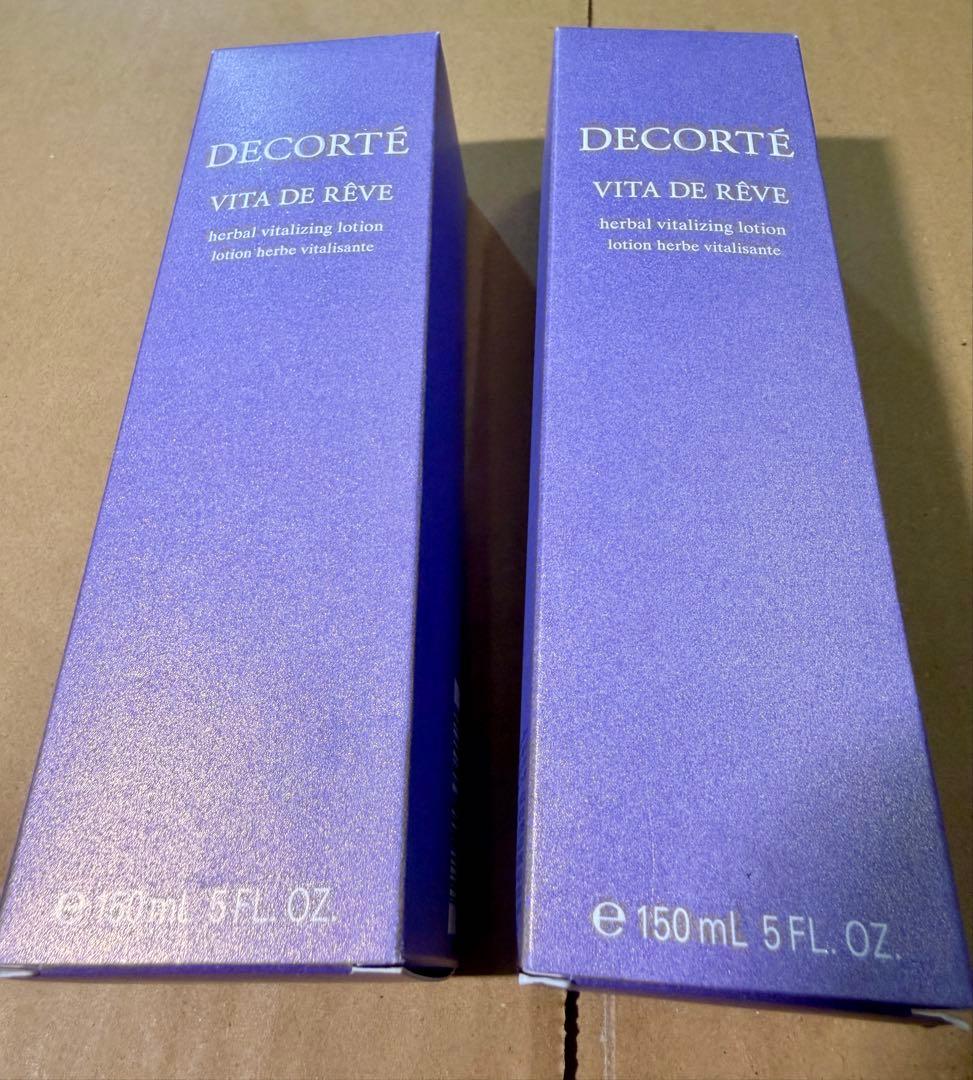 DECORTÉ
VITA DE RÊVE
herbal vitalizing lotion
lotion herbe vitalisante
e 150 mL 5 FL. OZ.
DECORTÉ
VITA DE RÊVE
herbal vitalizing lotion
lotion herbe vitalisante
e 150 mL 5 FL. OZ.